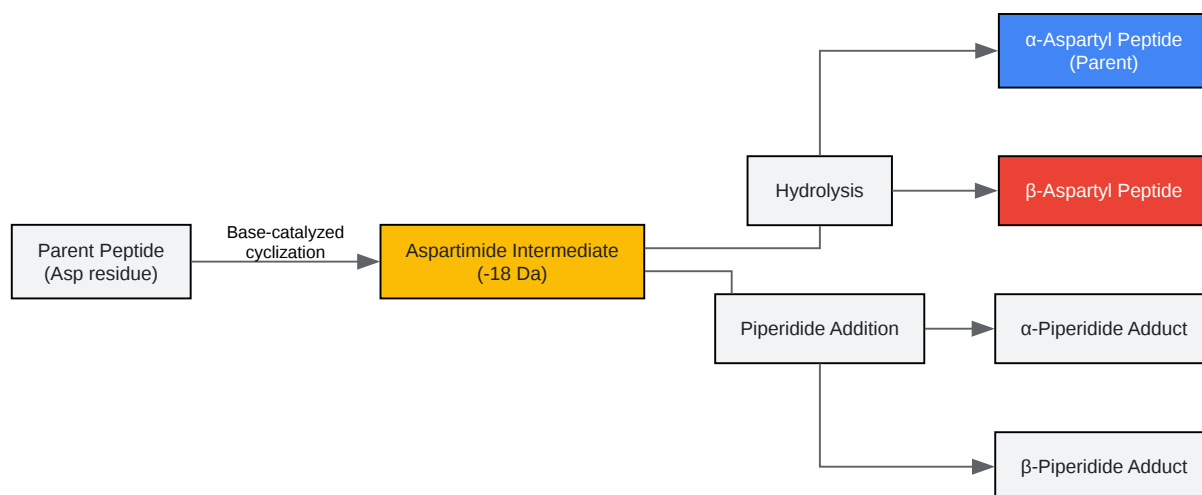 α-Aspartyl Peptide
(Parent)
Hydrolysis
β-Aspartyl Peptide
Parent Peptide
(Asp residue)
Base-catalyzed
cyclization
Aspartimide Intermediate
(-18 Da)
Piperidide Addition
α-Piperidide Adduct
β-Piperidide Adduct